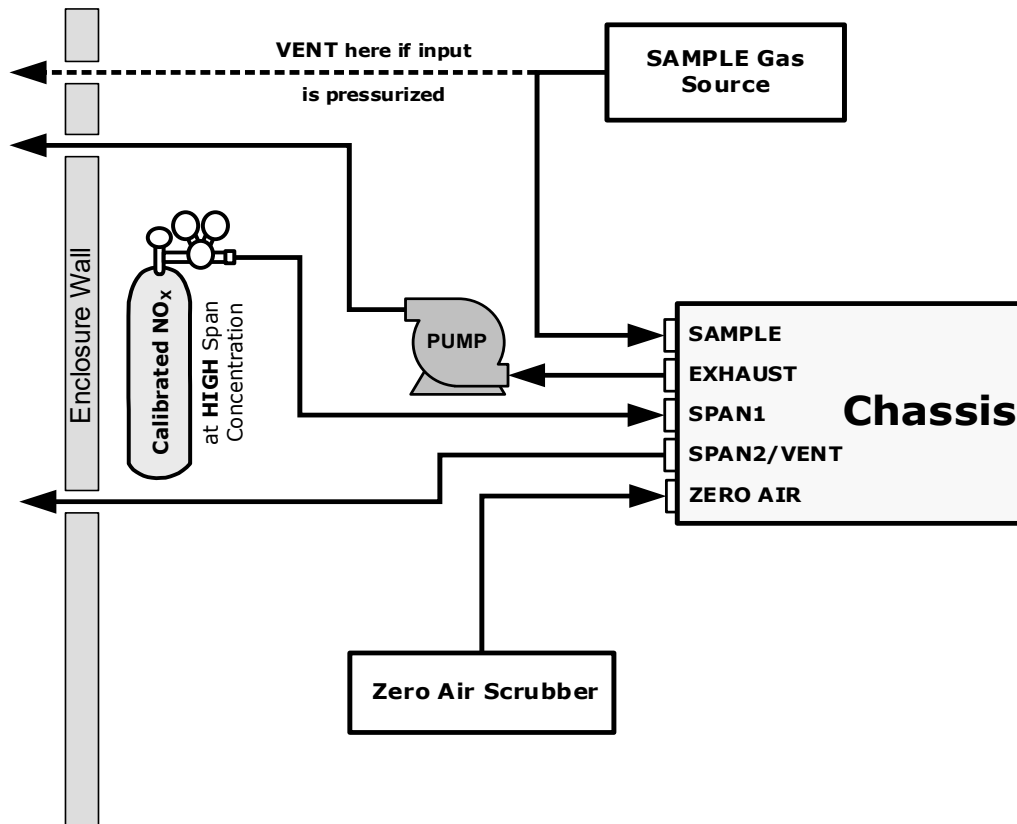 VENT here if input
is pressurized
SAMPLE Gas
Source
Enclosure Wall
Calibrated NOX
at HIGH Span
Concentration
PUMP
SAMPLE
EXHAUST
SPAN1
SPAN2/VENT
ZERO AIR
Chassis
Zero Air Scrubber